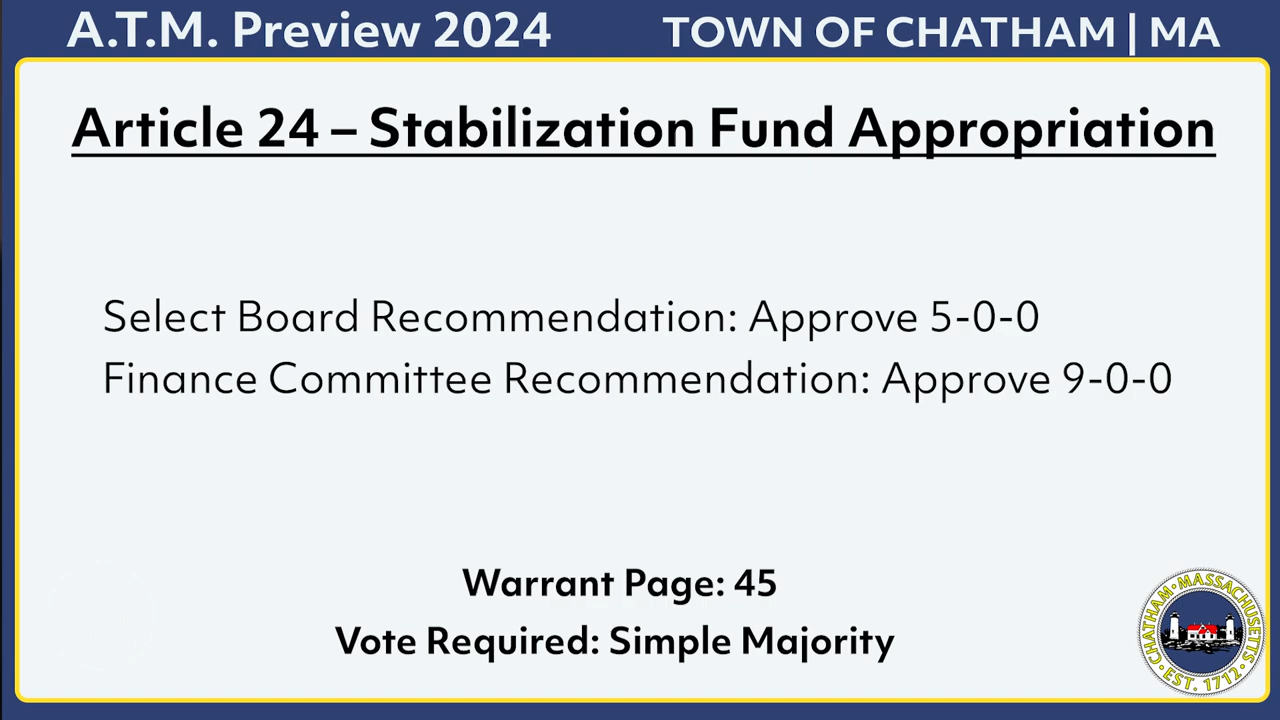 A.T.M. Preview 2024
TOWN OF CHATHAM | MA
Article 24 – Stabilization Fund Appropriation
Select Board Recommendation: Approve 5-0-0
Finance Committee Recommendation: Approve 9-0-0
Warrant Page: 45
Vote Required: Simple Majority
CHATHAM · MASSACHUSETTS ·
EST. 1712